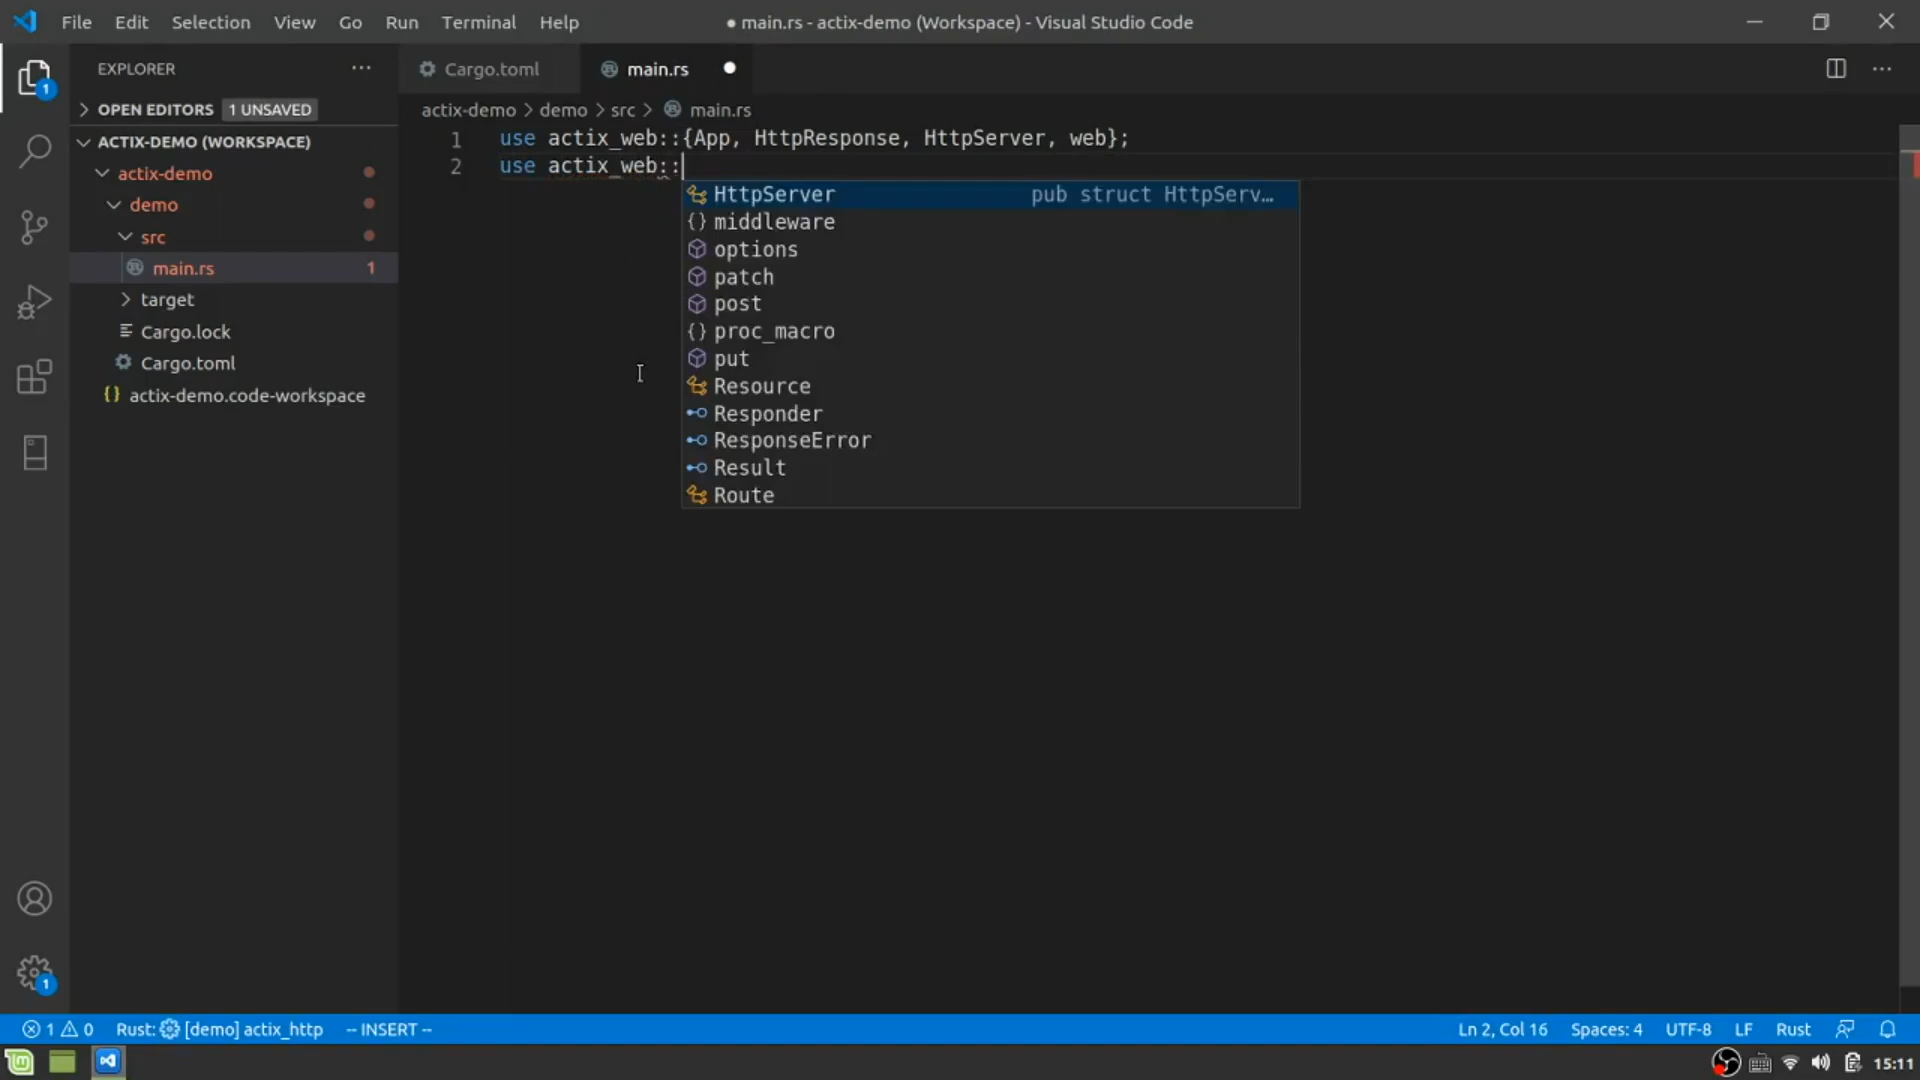 File Edit Selection View Go Run Terminal Help
● main.rs - actix-demo (Workspace) - Visual Studio Code
EXPLORER
OPEN EDITORS 1 UNSAVED
ACTIX-DEMO (WORKSPACE)
actix-demo
demo
src
main.rs 1
target
Cargo.lock
Cargo.toml
{} actix-demo.code-workspace
1
1
Cargo.toml main.rs
actix-demo > demo > src > main.rs
1 use actix_web::{App, HttpResponse, HttpServer, web};
2 use actix_web::
HttpServer pub struct HttpServ…
{} middleware
options
patch
post
{} proc_macro
put
Resource
Responder
ResponseError
Result
Route
1 0 Rust: [demo] actix_http -- INSERT --
Ln 2, Col 16 Spaces: 4 UTF-8 LF Rust
15:11